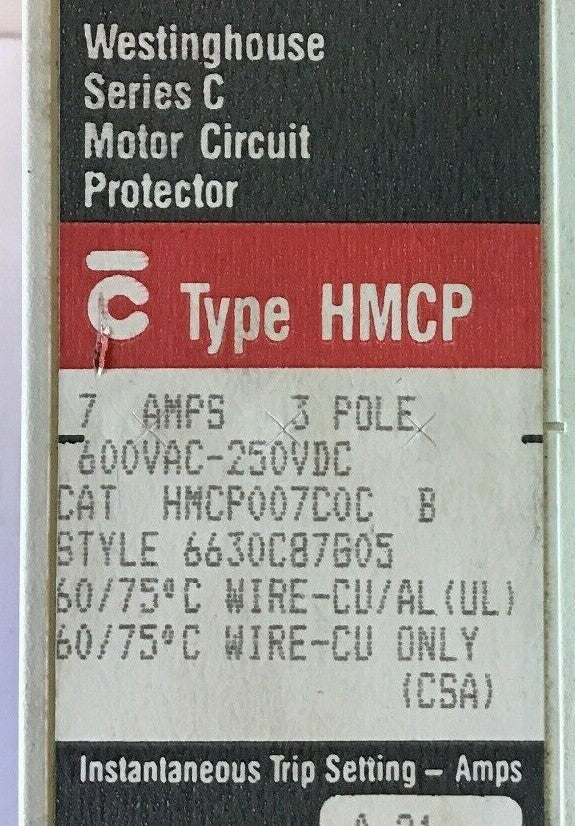 Westinghouse
Series C
Motor Circuit
Protector
C Type HMCP
7 AMPS 3 POLE
600VAC-250VDC
CAT HMCP007C0C B
STYLE 6630C87G05
60/75°C WIRE-CU/AL(UL)
60/75°C WIRE-CU ONLY
(CSA)
Instantaneous Trip Setting – Amps